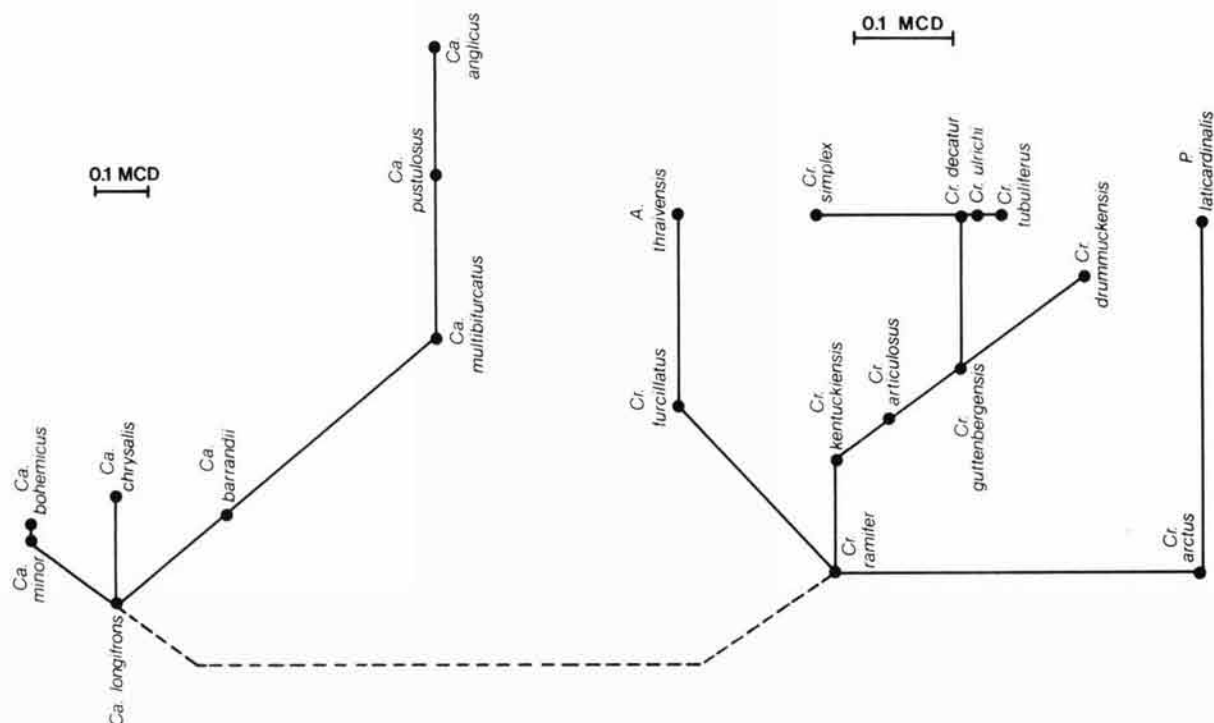 0.1 MCD
Ca.
anglicus
Ca.
pustulosus
Ca.
multibifurcatus
Ca.
bohemicus
Ca.
minor
Ca.
chrysalis
Ca.
barrandii
Ca. longifrons
0.1 MCD
A.
thraivensis
Cr.
furcillatus
Cr.
simplex
Cr. decatur
Cr. ulrichi
Cr.
tubuliferus
Cr.
drummuckensis
Cr.
kentuckiensis
Cr.
articulosus
Cr.
guttenbergensis
Cr.
ramifer
P.
laticardinalis
Cr.
arctus